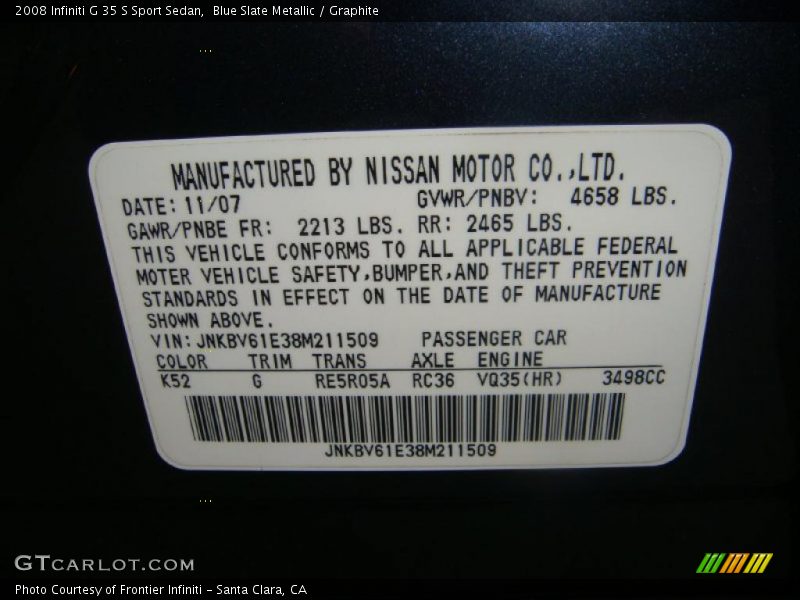 2008 Infiniti G 35 S Sport Sedan,  Blue Slate Metallic / Graphite
MANUFACTURED BY NISSAN MOTOR CO.,LTD.
DATE: 11/07 GVWR/PNBV: 4658 LBS.
GAWR/PNBE FR: 2213 LBS. RR: 2465 LBS.
THIS VEHICLE CONFORMS TO ALL APPLICABLE FEDERAL
MOTER VEHICLE SAFETY,BUMPER,AND THEFT PREVENTION
STANDARDS IN EFFECT ON THE DATE OF MANUFACTURE
SHOWN ABOVE.
VIN: JNKBV61E38M211509 PASSENGER CAR
COLOR TRIM TRANS AXLE ENGINE
K52 G RE5R05A RC36 VQ35(HR) 3498CC
JNKBV61E38M211509
GTCARLOT.COM
Photo Courtesy of Frontier Infiniti - Santa Clara, CA